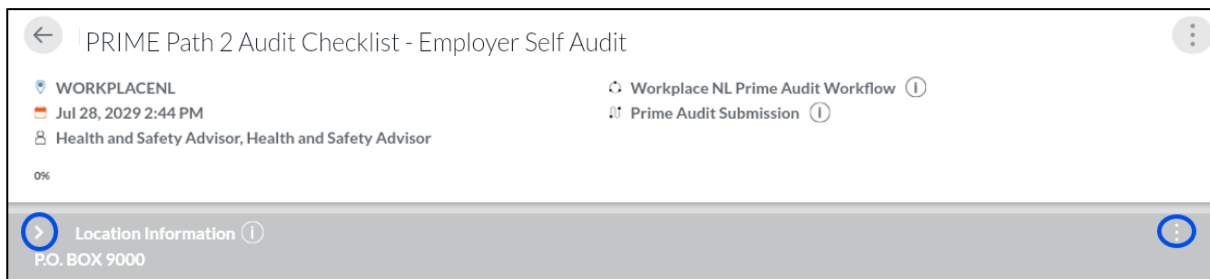 PRIME Path 2 Audit Checklist - Employer Self Audit
WORKPLACENL
Workplace NL Prime Audit Workflow
Jul 28, 2029 2:44 PM
Prime Audit Submission
Health and Safety Advisor, Health and Safety Advisor
0%
Location Information
P.O. BOX 9000